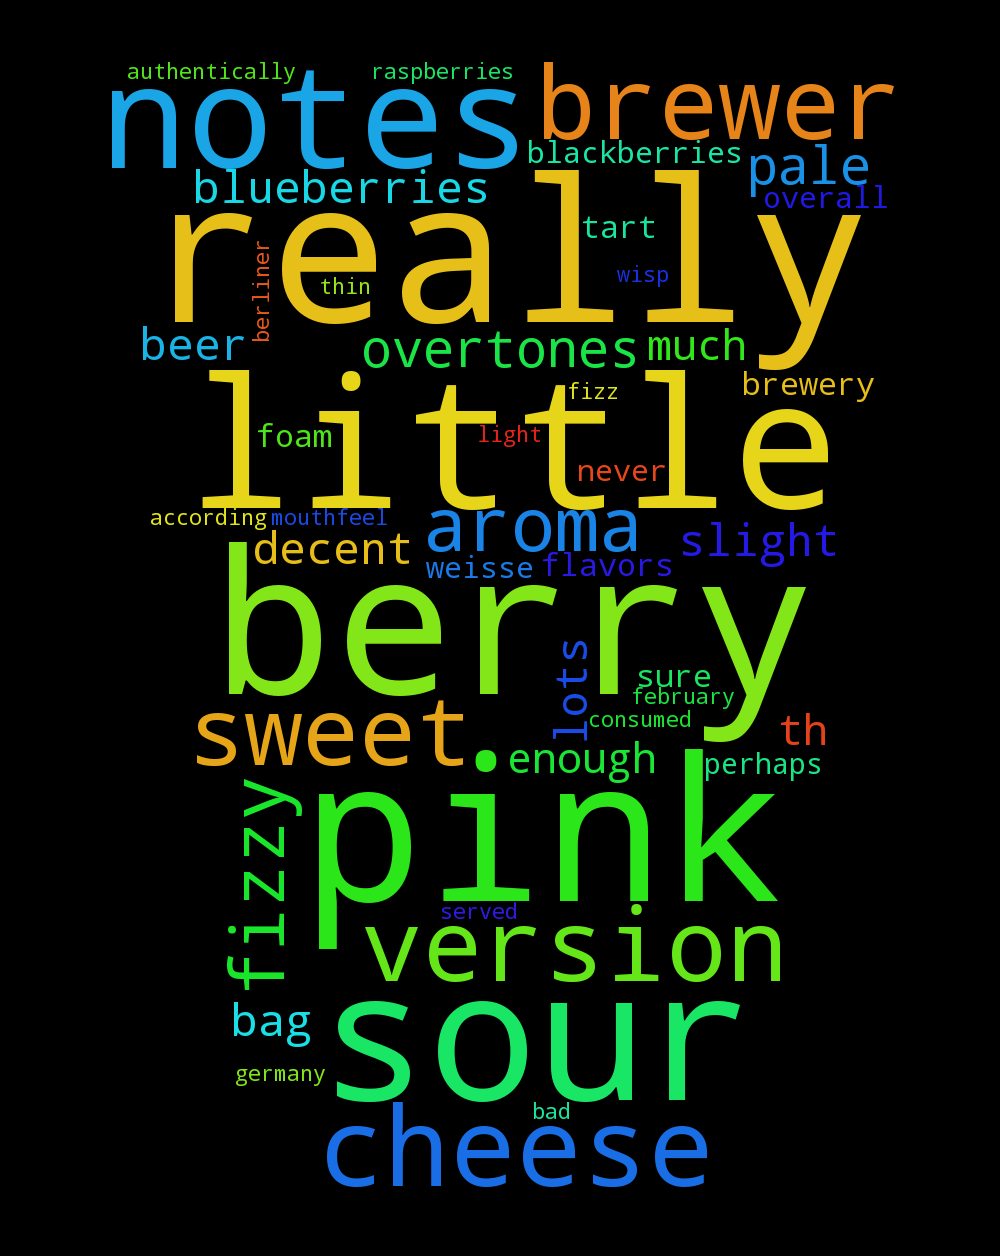 authentically
raspberries
notes
brewer
blackberries
pale
blueberries
overall
really
tart
berliner
wisp
thin
beer
overtones
much
brewery
little
fizz
foam
light
never
according
mouthfeel
aroma
decent
slight
weisse
flavors
berry
lots
sure
february
consumed
sweet
th
enough
perhaps
fizzy
pink
served
version
bag
sour
germany
bad
cheese